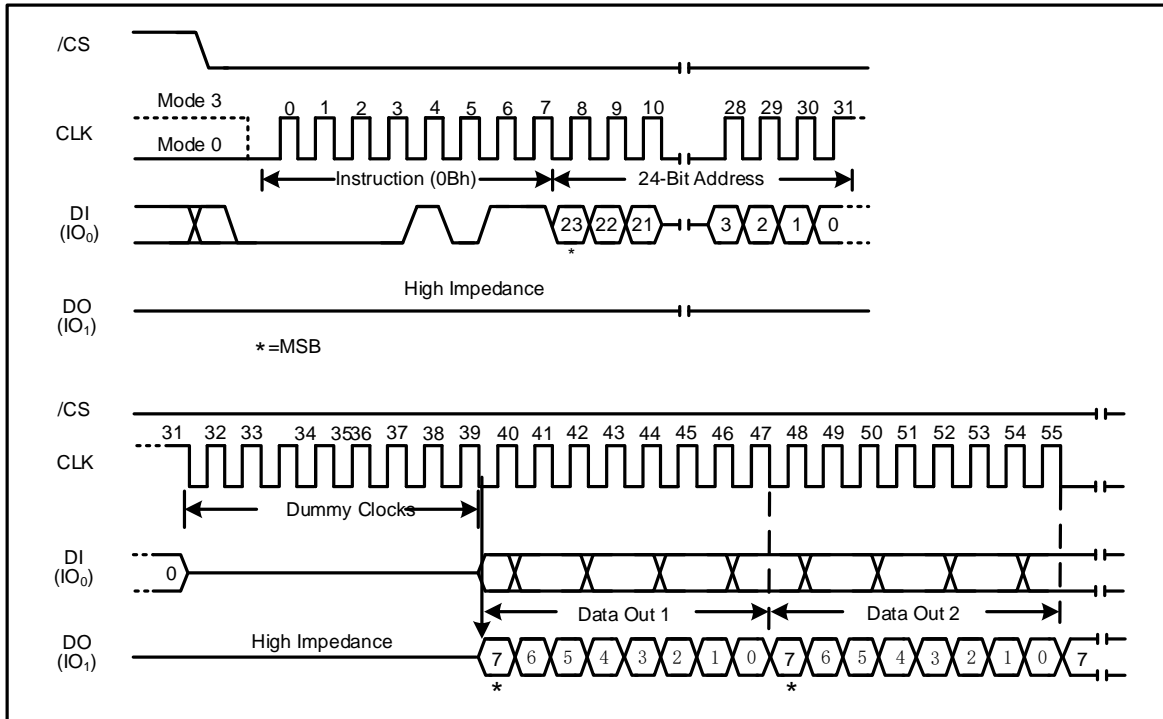 /CS
Mode 3
0 1 2 3 4 5 6 7 8 9 10 28 29 30 31
CLK
Mode 0
Instruction (0Bh) 24-Bit Address
DI
(IO₀)
23 22 21 3 2 1 0
*
High Impedance
DO
(IO₁)
*=MSB
/CS
31 32 33 34 35 36 37 38 39 40 41 42 43 44 45 46 47 48 49 50 51 52 53 54 55
CLK
Dummy Clocks
DI
(IO₀)
0
Data Out 1 Data Out 2
High Impedance
DO
(IO₁)
7 6 5 4 3 2 1 0 7 6 5 4 3 2 1 0 7
* *